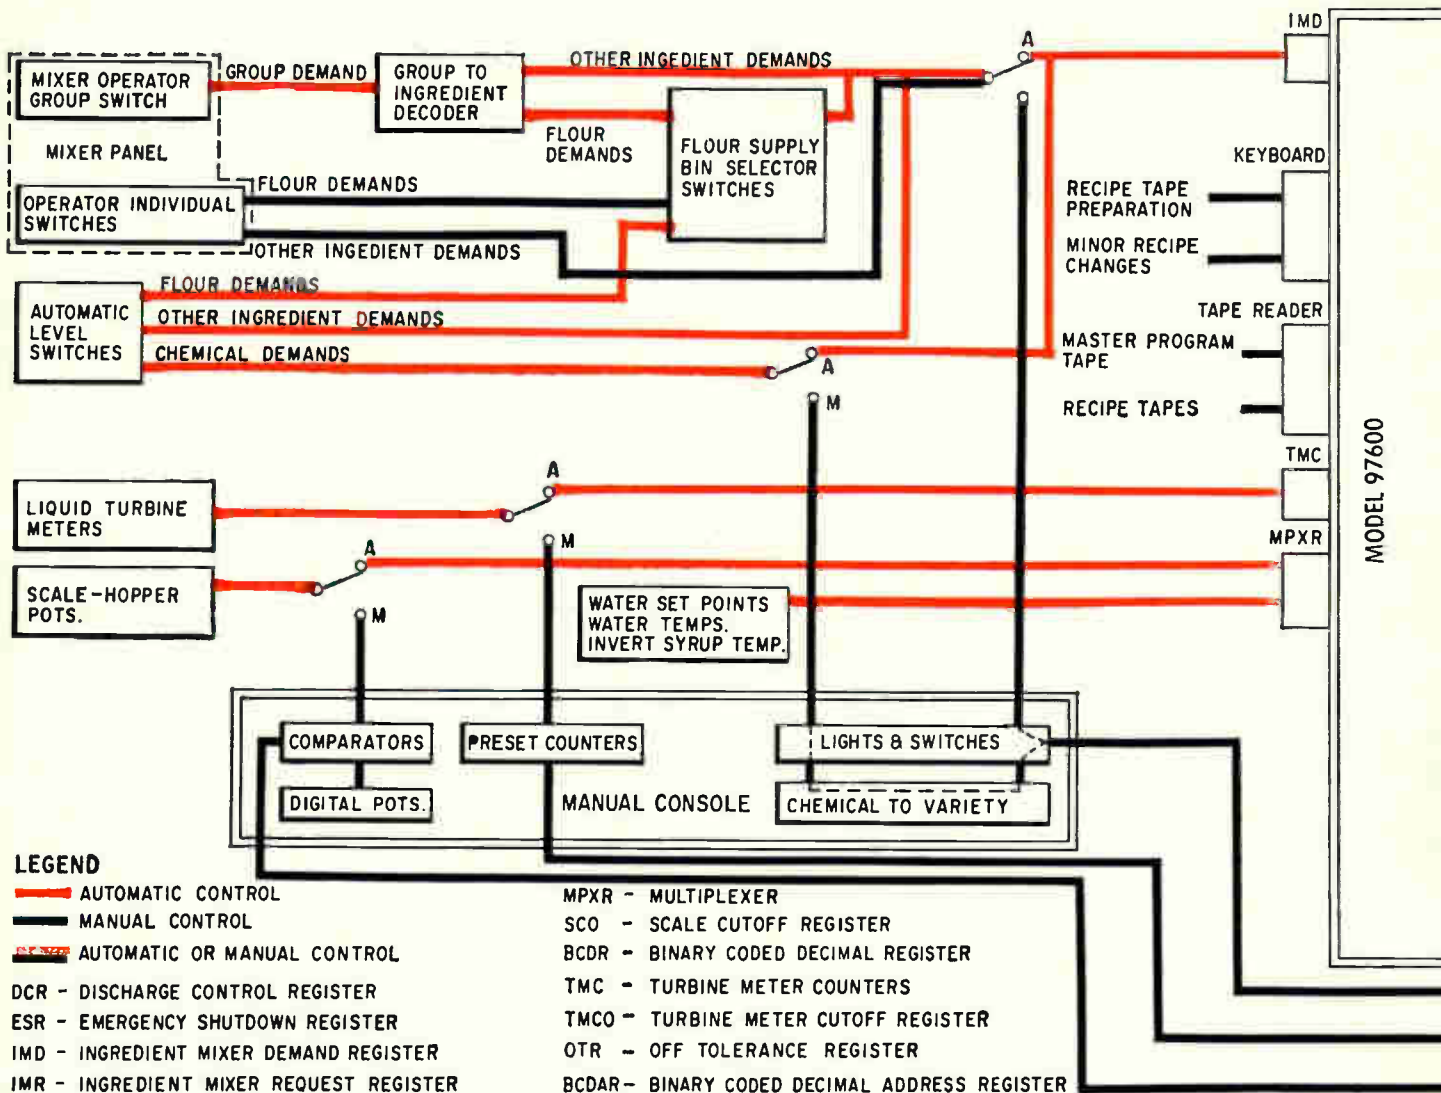 IMD
A
OTHER INGEDIENT DEMANDS
MIXER OPERATOR
GROUP SWITCH
GROUP DEMAND
GROUP TO
INGREDIENT
DECODER
FLOUR
DEMANDS
FLOUR SUPPLY
BIN SELECTOR
SWITCHES
MIXER PANEL
KEYBOARD
FLOUR DEMANDS
OPERATOR INDIVIDUAL
SWITCHES
OTHER INGEDIENT DEMANDS
RECIPE TAPE
PREPARATION
MINOR RECIPE
CHANGES
FLOUR DEMANDS
AUTOMATIC
LEVEL
SWITCHES
OTHER INGREDIENT DEMANDS
CHEMICAL DEMANDS
TAPE READER
MASTER PROGRAM
TAPE
A
M
RECIPE TAPES
MODEL 97600
TMC
A
LIQUID TURBINE
METERS
M
MPXR
A
SCALE-HOPPER
POTS.
M
WATER SET POINTS
WATER TEMPS.
INVERT SYRUP TEMP.
COMPARATORS
PRESET COUNTERS
LIGHTS & SWITCHES
DIGITAL POTS.
MANUAL CONSOLE
CHEMICAL TO VARIETY
LEGEND
AUTOMATIC CONTROL
MANUAL CONTROL
AUTOMATIC OR MANUAL CONTROL
DCR - DISCHARGE CONTROL REGISTER
ESR - EMERGENCY SHUTDOWN REGISTER
IMD - INGREDIENT MIXER DEMAND REGISTER
IMR - INGREDIENT MIXER REQUEST REGISTER
MPXR - MULTIPLEXER
SCO - SCALE CUTOFF REGISTER
BCDR - BINARY CODED DECIMAL REGISTER
TMC - TURBINE METER COUNTERS
TMCO - TURBINE METER CUTOFF REGISTER
OTR - OFF TOLERANCE REGISTER
BCDAR- BINARY CODED DECIMAL ADDRESS REGISTER